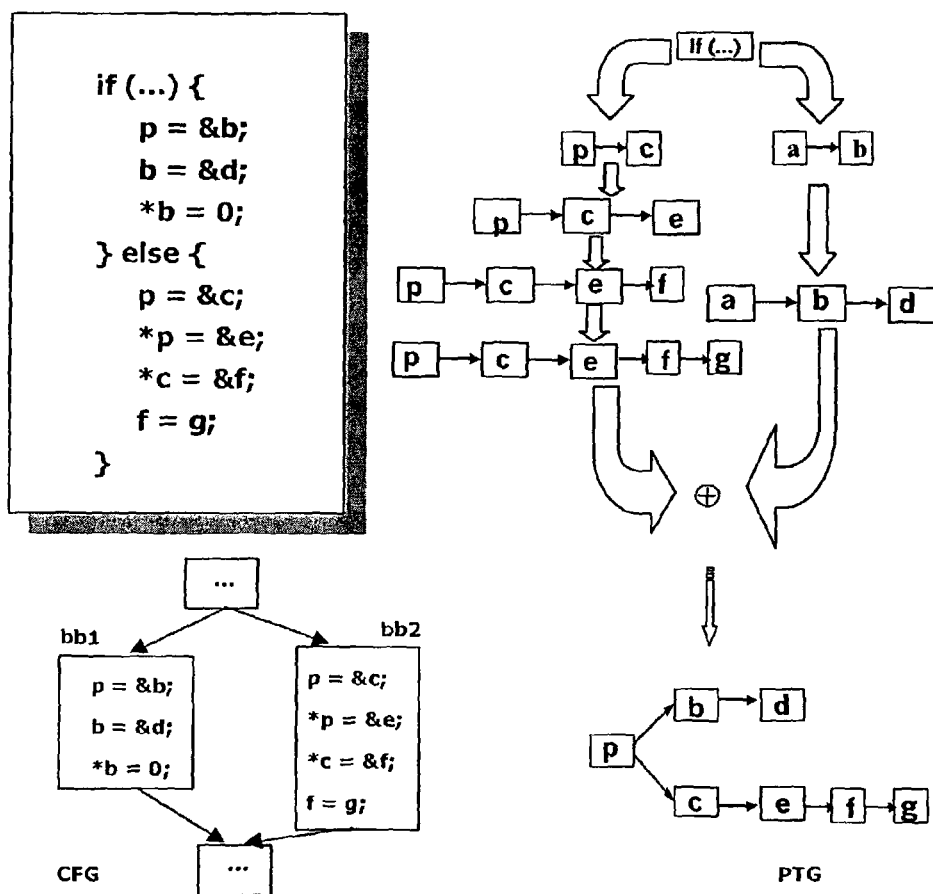 if (...) {
p = &b;
b = &d;
*b = 0;
} else {
p = &c;
*p = &e;
*c = &f;
f = g;
}
If (...)
p c
a b
p c e
p c e f
a b d
p c e f g
⊕
...
bb1
bb2
p = &b;
b = &d;
*b = 0;
p = &c;
*p = &e;
*c = &f;
f = g;
...
CFG
b d
p
c e f g
PTG